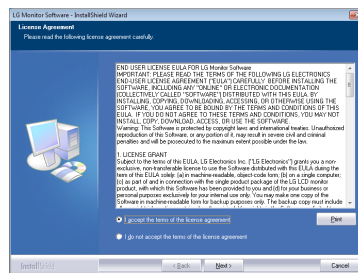 LG Monitor Software - InstallShield Wizard
License Agreement
Please read the following license agreement carefully.
END USER LICENSE EULA FOR LG Monitor Software
IMPORTANT: PLEASE READ THE TERMS OF THE FOLLOWING LG ELECTRONICS
END-USER LICENSE AGREEMENT ("EULA") CAREFULLY BEFORE INSTALLING THE
SOFTWARE, INCLUDING ANY "ONLINE" OR ELECTRONIC DOCUMENTATION
(COLLECTIVELY CALLED "SOFTWARE") DISTRIBUTED WITH THIS EULA. BY
INSTALLING, COPYING, DOWNLOADING, ACCESSING, OR OTHERWISE USING THE
SOFTWARE, YOU AGREE TO BE BOUND BY THE TERMS AND CONDITIONS OF THIS
EULA. IF YOU DO NOT AGREE TO THESE TERMS AND CONDITIONS, YOU MAY NOT
INSTALL, COPY, DOWNLOAD, ACCESS, OR USE THE SOFTWARE.
Warning: This Software is protected by copyright laws and international treaties. Unauthorized
reproduction of this Software, or any portion of it, may result in severe civil and criminal
penalties and will be prosecuted to the maximum extent possible under the law.
1. LICENSE GRANT
Subject to the terms of this EULA, LG Electronics Inc. ("LG Electronics") grants you a non-
exclusive, non-transferable license to use the Software distributed with this EULA during the
term of this EULA solely: (a) in machine-readable, object-code form; (b) on a single computer;
(c) as part of and in connection with the single product package of the LG LCD monitor
product, with which this Software has been provided to you and (d) for your business or
personal purposes exclusively for your internal use only. You may make one copy of the
Software in machine-readable form for backup purposes only. The backup copy must include
I accept the terms of the license agreement
Print
I do not accept the terms of the license agreement
InstallShield
< Back
Next >
Cancel